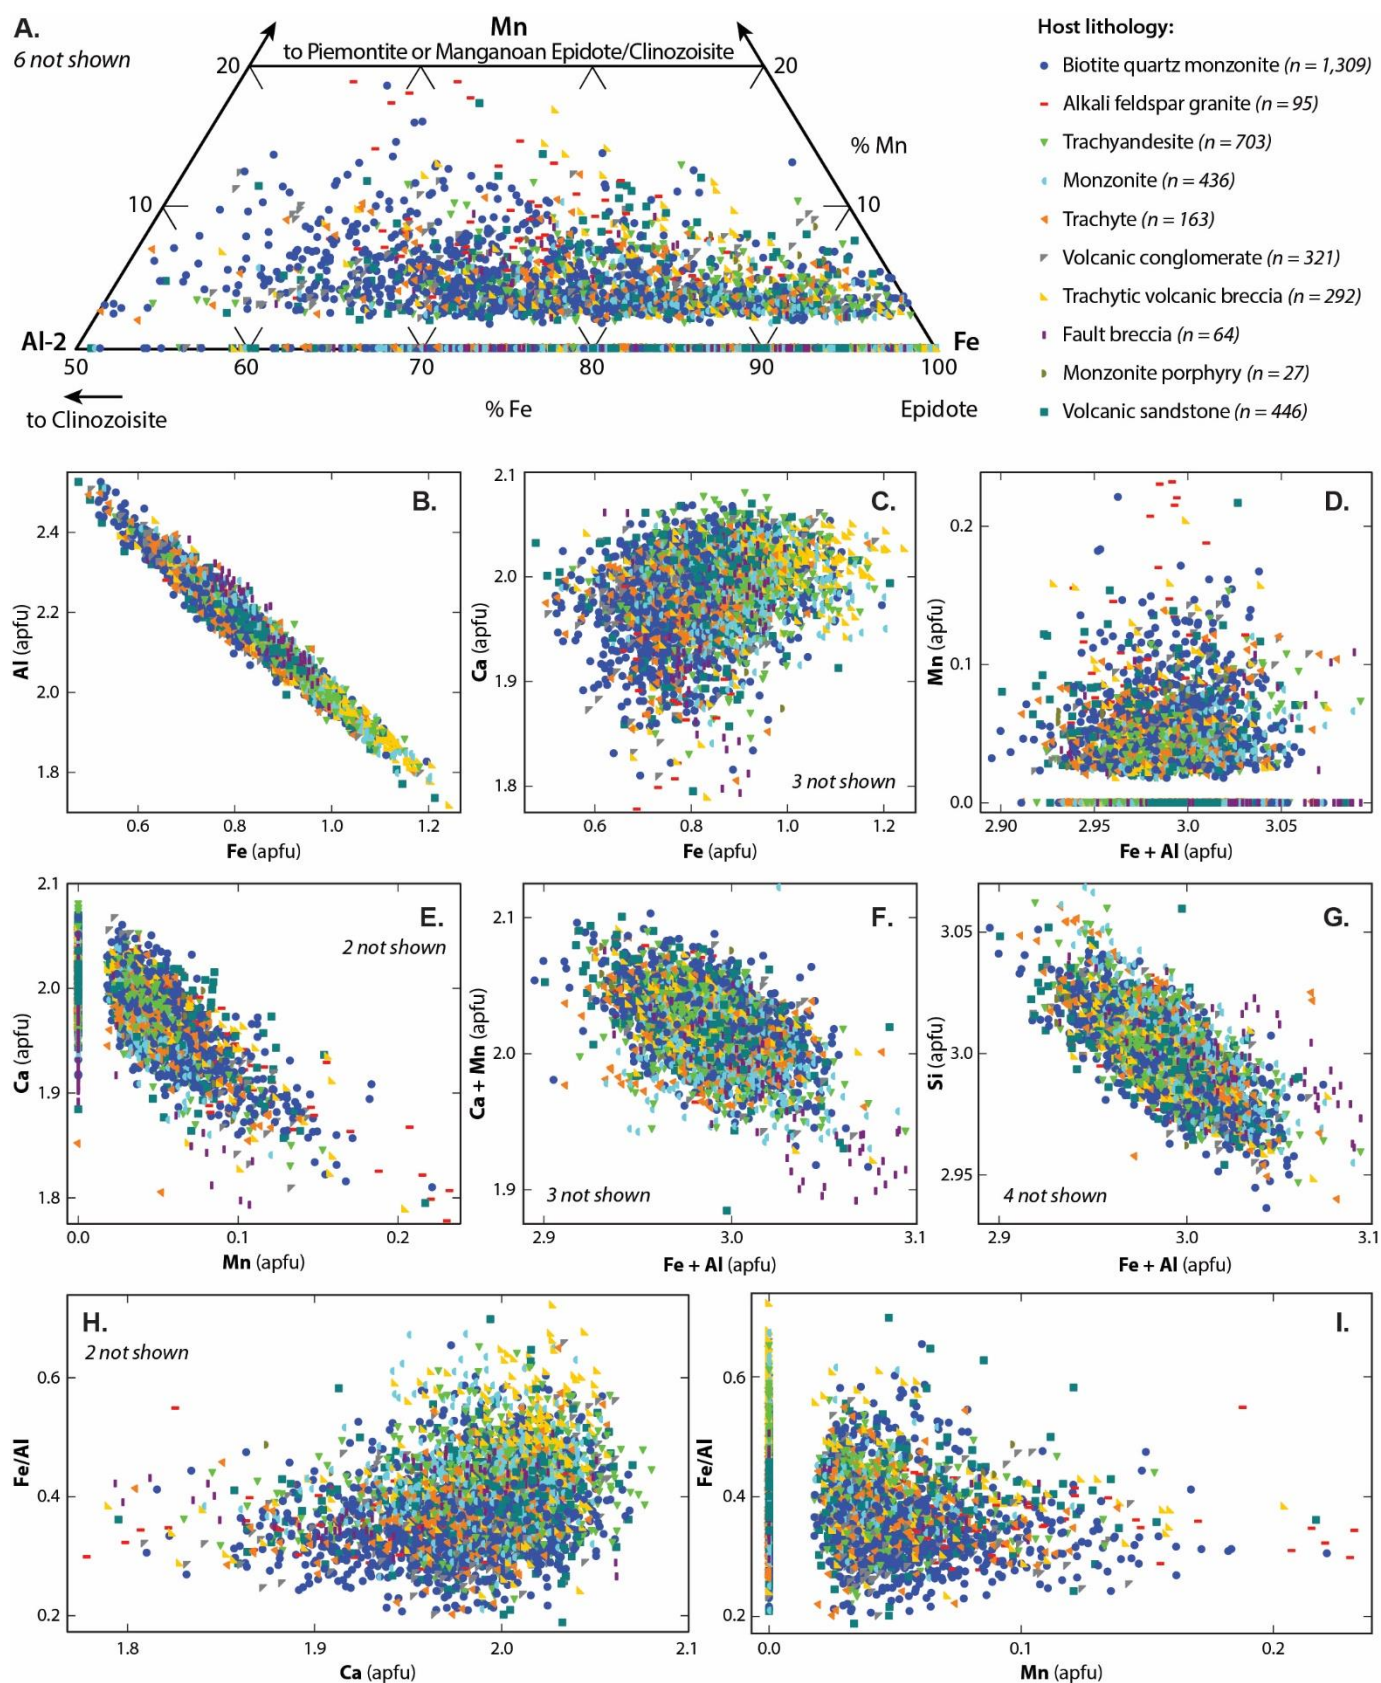 A.
6 not shown
Mn
to Piemontite or Manganoan Epidote/Clinozoisite
20
20
% Mn
10
10
Al-2
Fe
50
60
70
80
90
100
to Clinozoisite
% Fe
Epidote
Host lithology:
Biotite quartz monzonite (n = 1,309)
Alkali feldspar granite (n = 95)
Trachyandesite (n = 703)
Monzonite (n = 436)
Trachyte (n = 163)
Volcanic conglomerate (n = 321)
Trachytic volcanic breccia (n = 292)
Fault breccia (n = 64)
Monzonite porphyry (n = 27)
Volcanic sandstone (n = 446)
B.
2.4
2.2
2.0
1.8
Al (apfu)
0.6
0.8
1.0
1.2
Fe (apfu)
C.
2.1
2.0
1.9
1.8
Ca (apfu)
3 not shown
0.6
0.8
1.0
1.2
Fe (apfu)
D.
0.2
0.1
0.0
Mn (apfu)
2.90
2.95
3.0
3.05
Fe + Al (apfu)
E.
2 not shown
2.1
2.0
1.9
1.8
Ca (apfu)
0.0
0.1
0.2
Mn (apfu)
F.
2.1
2.0
1.9
Ca + Mn (apfu)
3 not shown
2.9
3.0
3.1
Fe + Al (apfu)
G.
3.05
3.0
2.95
Si (apfu)
4 not shown
2.9
3.0
3.1
Fe + Al (apfu)
H.
2 not shown
0.6
0.4
0.2
Fe/Al
1.8
1.9
2.0
2.1
Ca (apfu)
I.
0.6
0.4
0.2
Fe/Al
0.0
0.1
0.2
Mn (apfu)